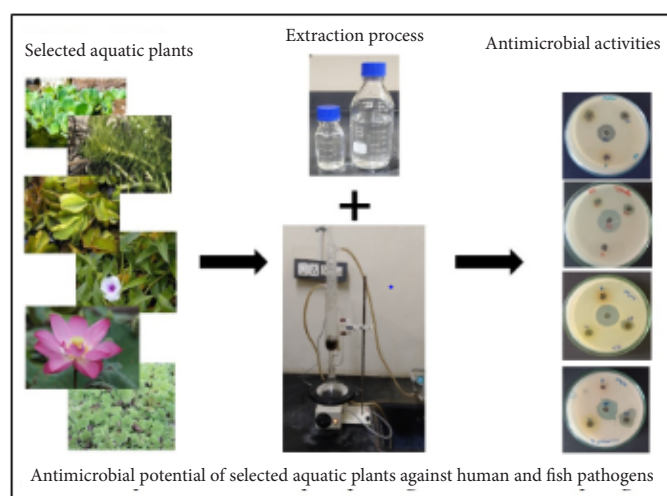 Selected aquatic plants
Extraction process
Antimicrobial activities
+
Antimicrobial potential of selected aquatic plants against human and fish pathogens